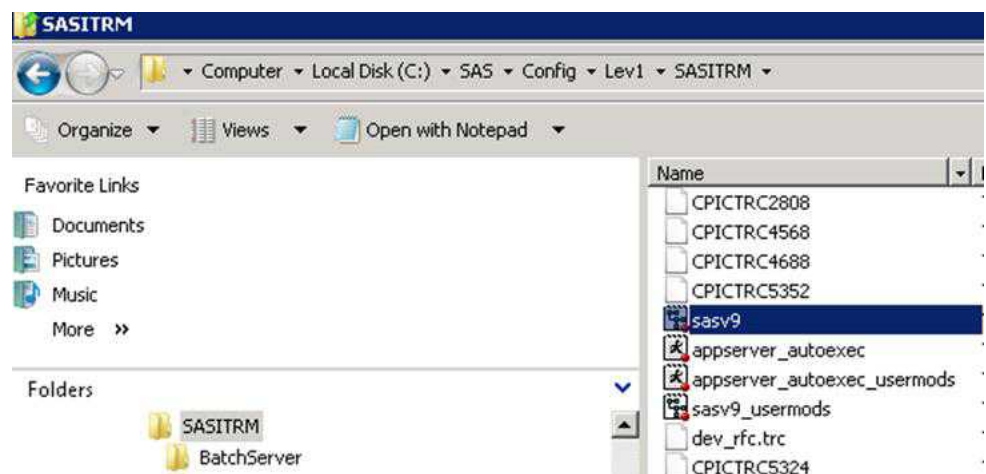 SASITRM
Computer Local Disk (C:) SAS Config Lev1 SASITRM
Organize Views Open with Notepad
Favorite Links
Documents
Pictures
Music
More »
Folders
SASITRM
BatchServer
Name
CPICTRC2808
CPICTRC4568
CPICTRC4688
CPICTRC5352
sasv9
appserver_autoexec
appserver_autoexec_usermods
sasv9_usermods
dev_rfc.trc
CPICTRC5324